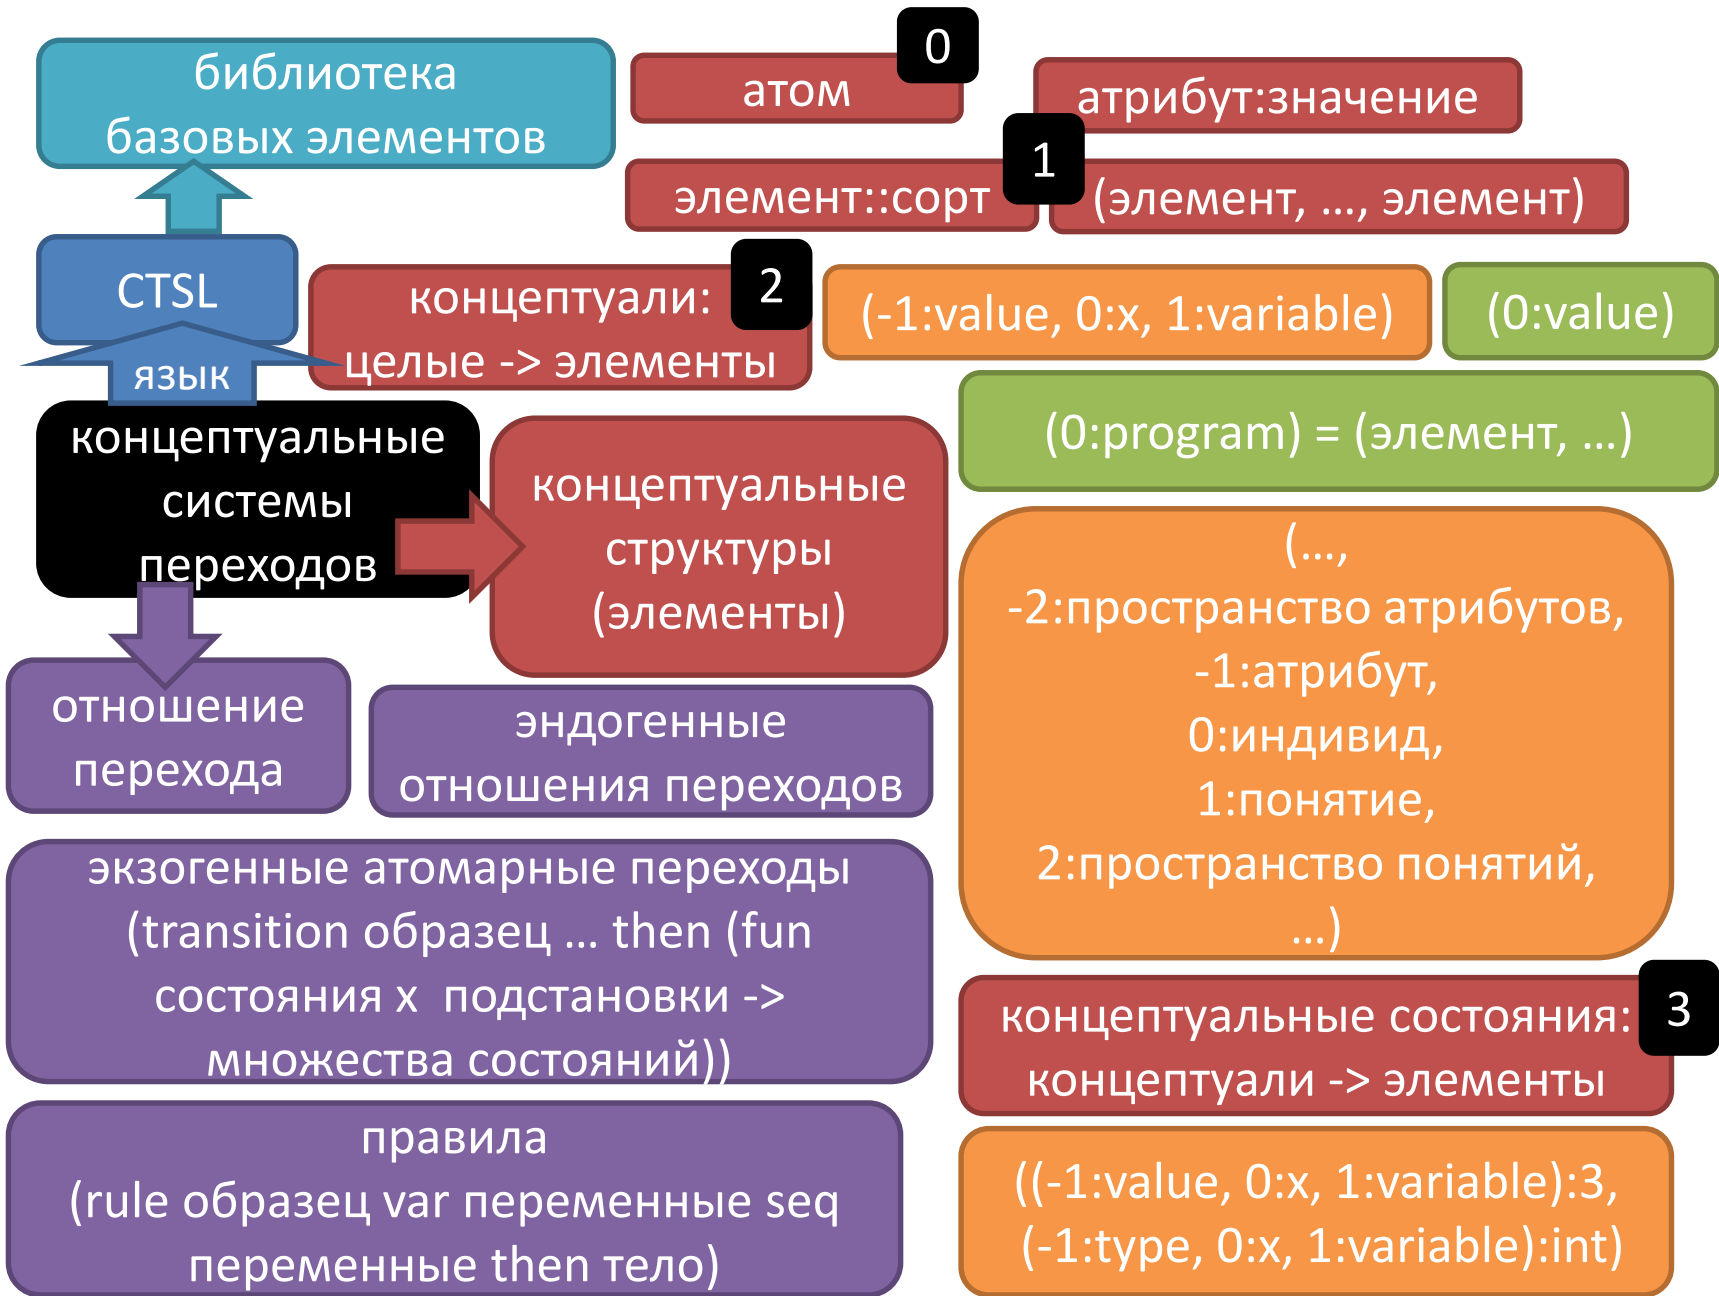 библиотека
базовых элементов
атом
0
атрибут:значение
элемент::сорт
1
(элемент, …, элемент)
CTSL
язык
концептуали:
целые -> элементы
2
(-1:value, 0:x, 1:variable)
(0:value)
(0:program) = (элемент, …)
концептуальные
системы
переходов
концептуальные
структуры
(элементы)
(…,
-2:пространство атрибутов,
-1:атрибут,
0:индивид,
1:понятие,
2:пространство понятий,
…)
отношение
перехода
эндогенные
отношения переходов
экзогенные атомарные переходы
(transition образец … then (fun
состояния x подстановки ->
множества состояний))
концептуальные состояния:
концептуали -> элементы
3
правила
(rule образец var переменные seq
переменные then тело)
((-1:value, 0:x, 1:variable):3,
(-1:type, 0:x, 1:variable):int)